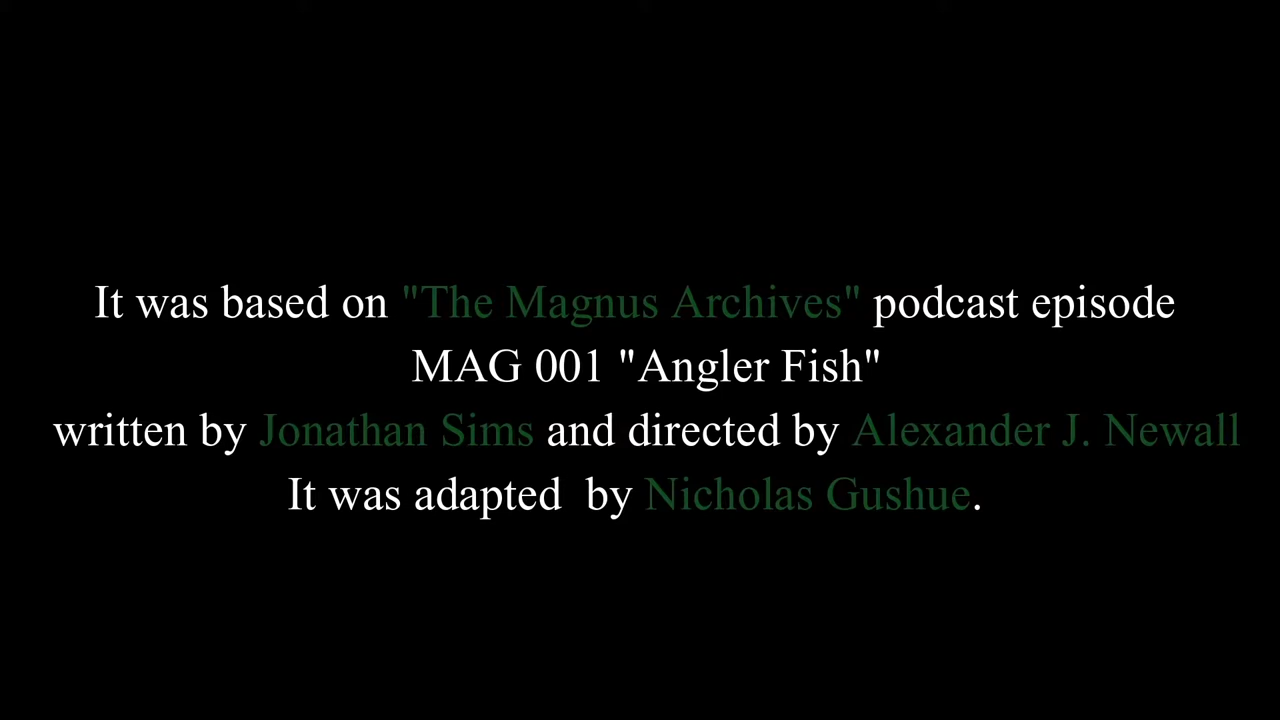 It was based on "The Magnus Archives" podcast episode
MAG 001 "Angler Fish"
written by Jonathan Sims and directed by Alexander J. Newall
It was adapted  by Nicholas Gushue.